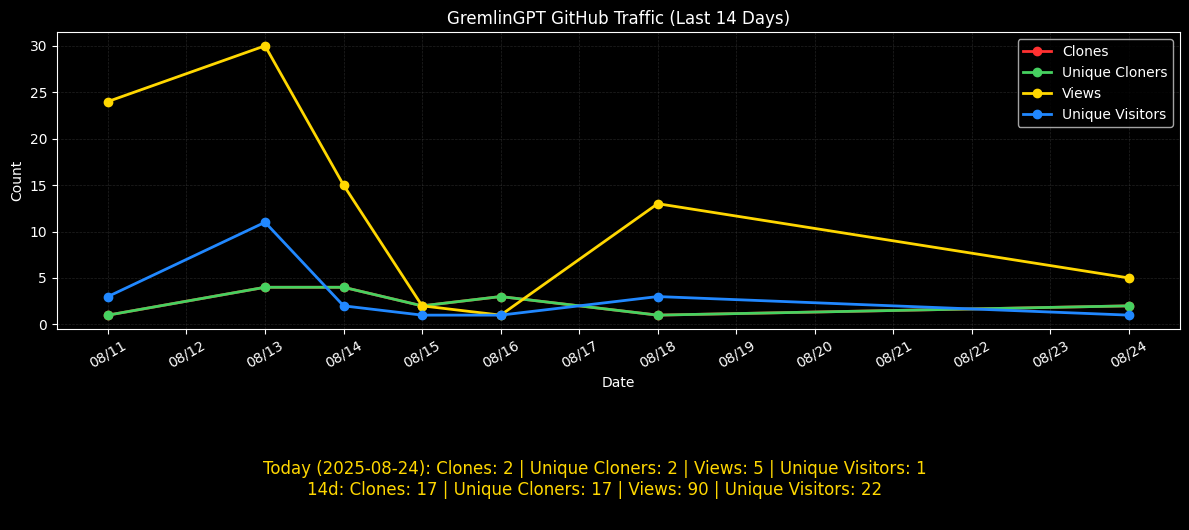 GremlinGPT GitHub Traffic (Last 14 Days)
30
25
20
15
10
5
0
Count
Clones
Unique Cloners
Views
Unique Visitors
08/11
08/12
08/13
08/14
08/15
08/16
08/17
08/18
08/19
08/20
08/21
08/22
08/23
08/24
Date
Today (2025-08-24): Clones: 2 | Unique Cloners: 2 | Views: 5 | Unique Visitors: 1
14d: Clones: 17 | Unique Cloners: 17 | Views: 90 | Unique Visitors: 22